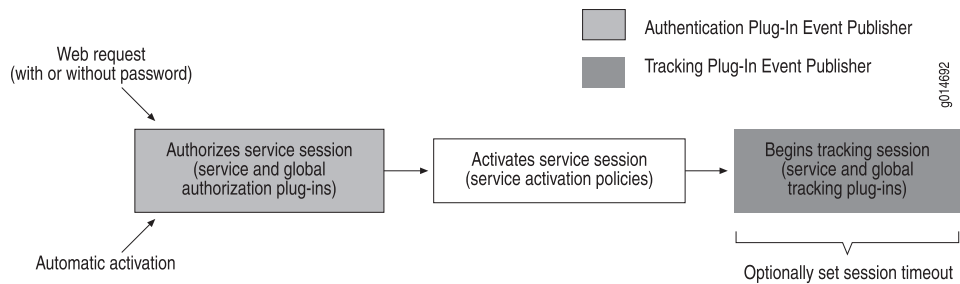 Authentication Plug-In Event Publisher
Tracking Plug-In Event Publisher
g014692
Web request
(with or without password)
Authorizes service session
(service and global
authorization plug-ins)
Activates service session
(service activation policies)
Begins tracking session
(service and global
tracking plug-ins)
Automatic activation
Optionally set session timeout